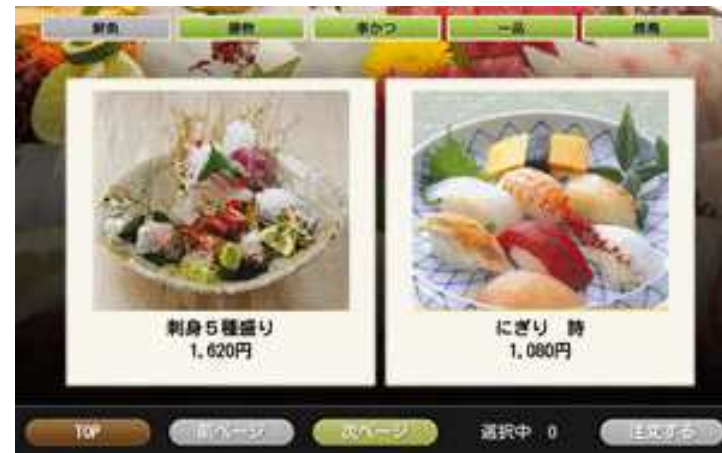 鮮魚
串かつ
一品
刺身５種盛り
1,620円
にぎり 詩
1,080円
TOP
前ページ
次ページ
選択中 0
注文する